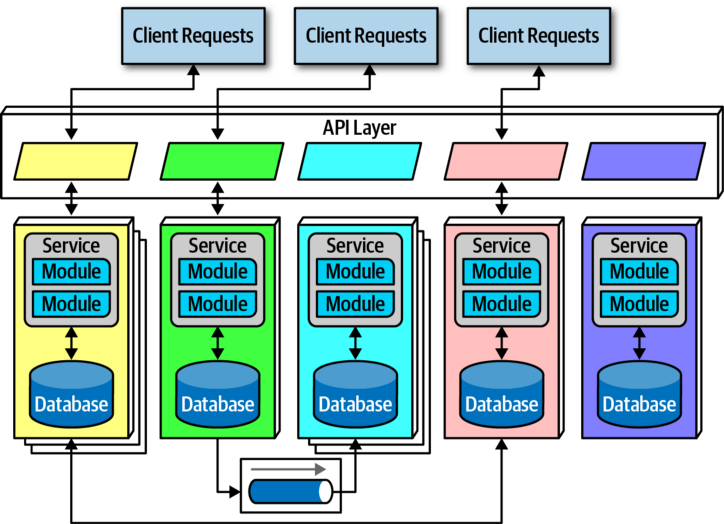 Client Requests
Client Requests
Client Requests
API Layer
Service
Module
Module
Database
Service
Module
Module
Database
Service
Module
Module
Database
Service
Module
Module
Database
Service
Module
Module
Database